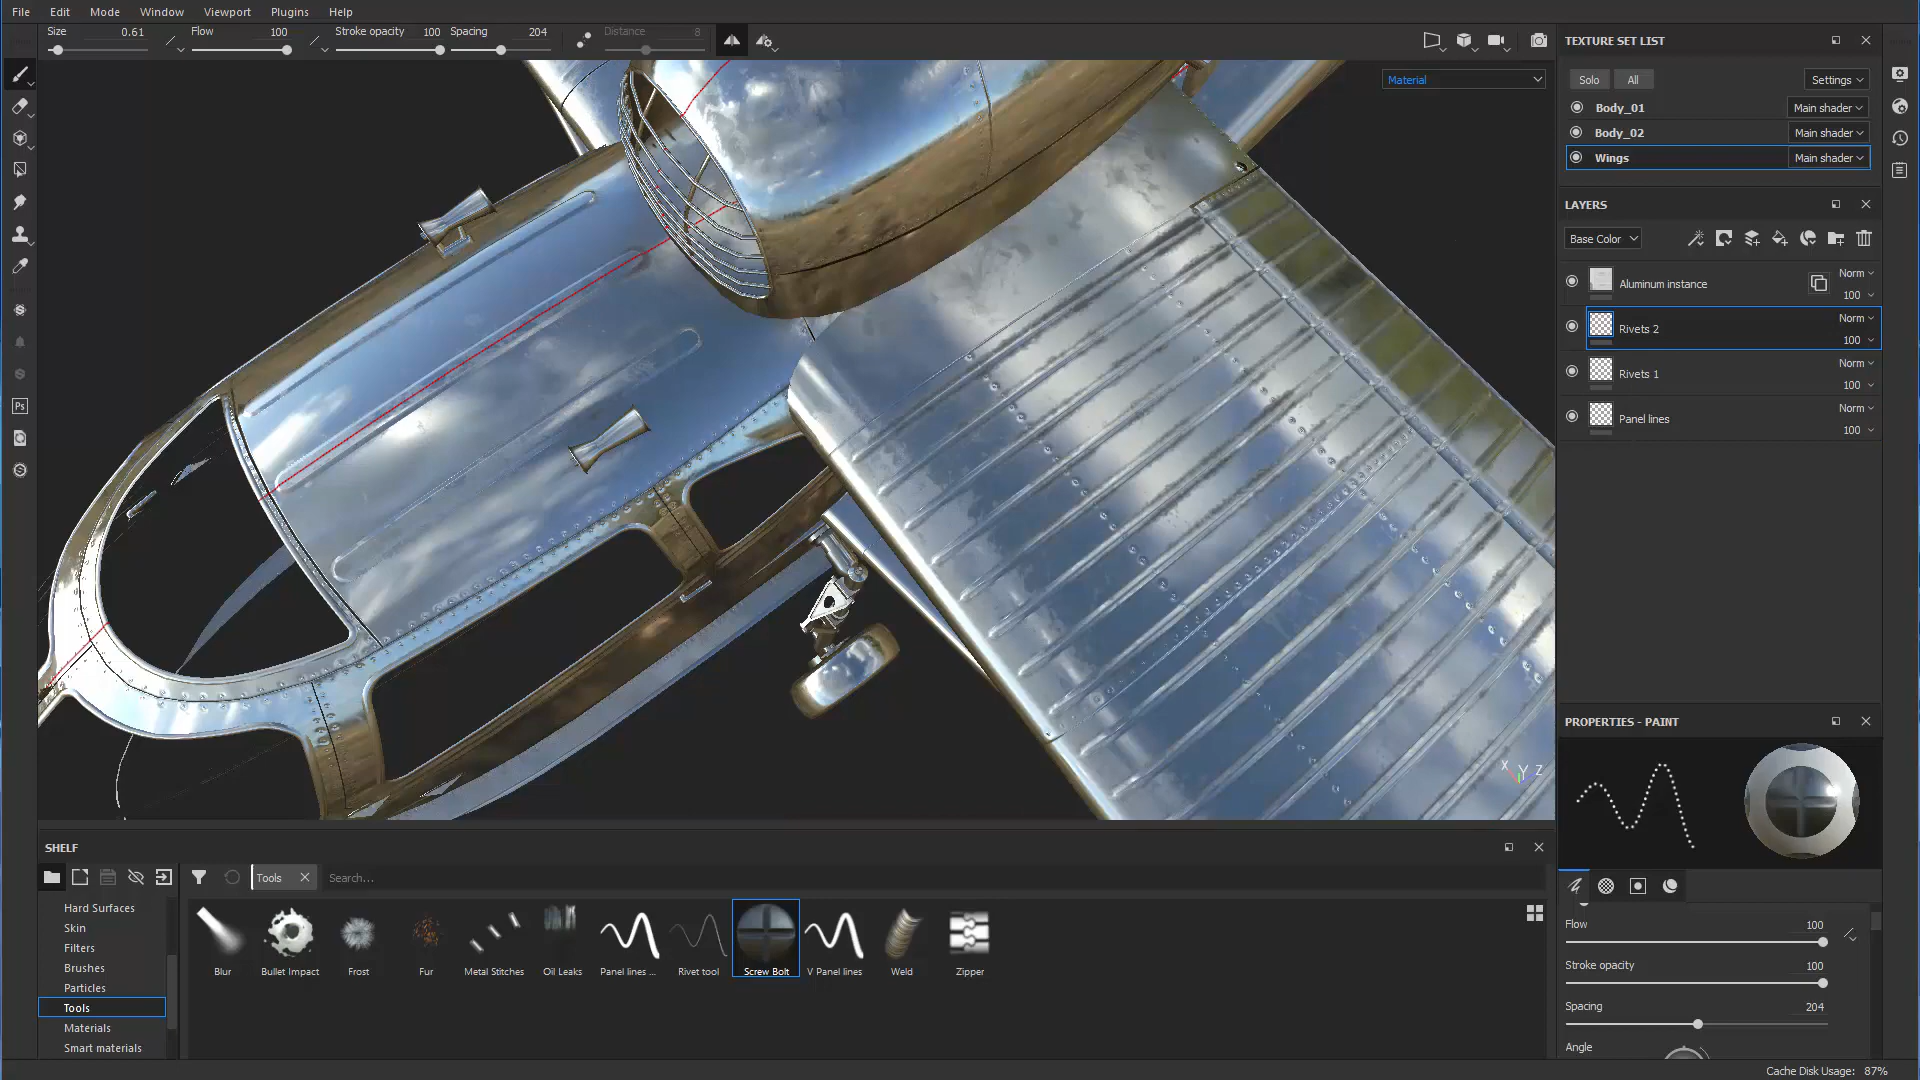 File Edit Mode Window Viewport Plugins Help
Size 0.61 Flow 100 Stroke opacity 100 Spacing 204 Distance 8
Material
TEXTURE SET LIST
Solo All Settings
Body_01 Main shader
Body_02 Main shader
Wings Main shader
LAYERS
Base Color
Aluminum instance Norm 100
Rivets 2 Norm 100
Rivets 1 Norm 100
Panel lines Norm 100
Ps
X Y Z
PROPERTIES - PAINT
Flow 100
Stroke opacity 100
Spacing 204
Angle
SHELF
Tools Search...
Hard Surfaces
Skin
Filters
Brushes
Particles
Tools
Materials
Smart materials
Blur Bullet Impact Frost Fur Metal Stitches Oil Leaks Panel lines ... Rivet tool Screw Bolt V Panel lines Weld Zipper
Cache Disk Usage: 87%